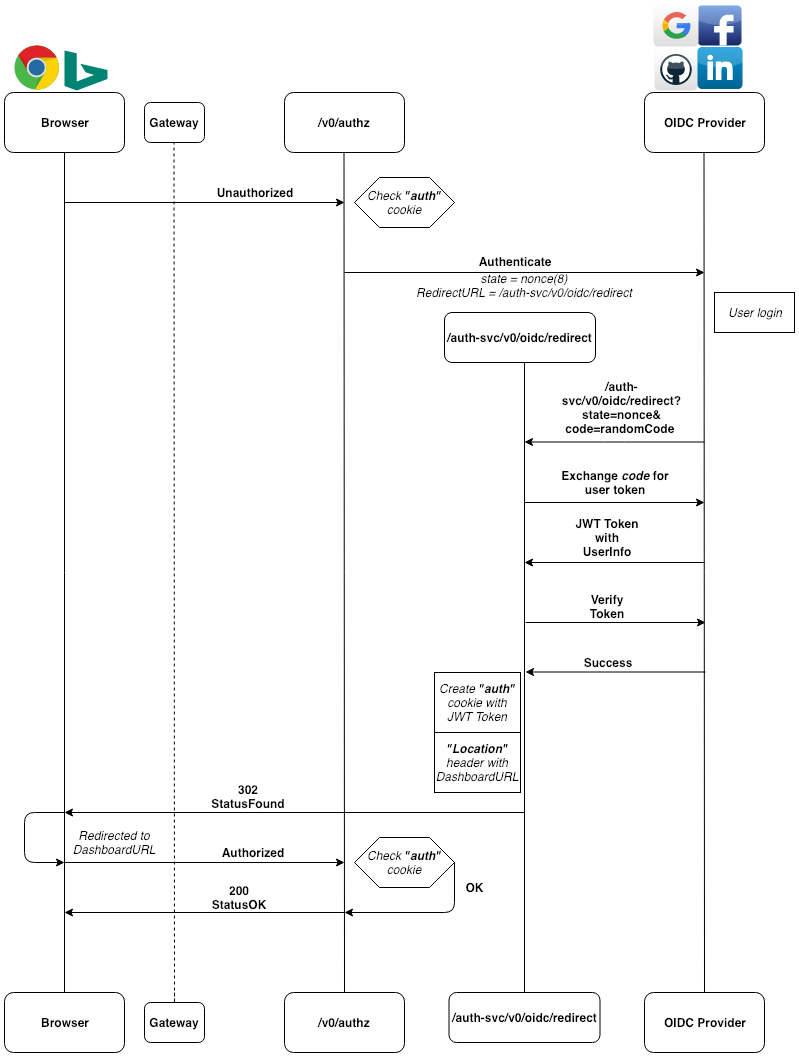 in
Browser
Gateway
/v0/authz
OIDC Provider
Unauthorized
Check "auth"
cookie
Authenticate
state = nonce(8)
RedirectURL = /auth-svc/v0/oidc/redirect
User login
/auth-svc/v0/oidc/redirect
/auth-
svc/v0/oidc/redirect?
state=nonce&
code=randomCode
Exchange code for
user token
JWT Token
with
UserInfo
Verify
Token
Success
Create "auth"
cookie with
JWT Token
"Location"
header with
DashboardURL
302
StatusFound
Redirected to
DashboardURL
Authorized
Check "auth"
cookie
OK
200
StatusOK
Browser
Gateway
/v0/authz
/auth-svc/v0/oidc/redirect
OIDC Provider